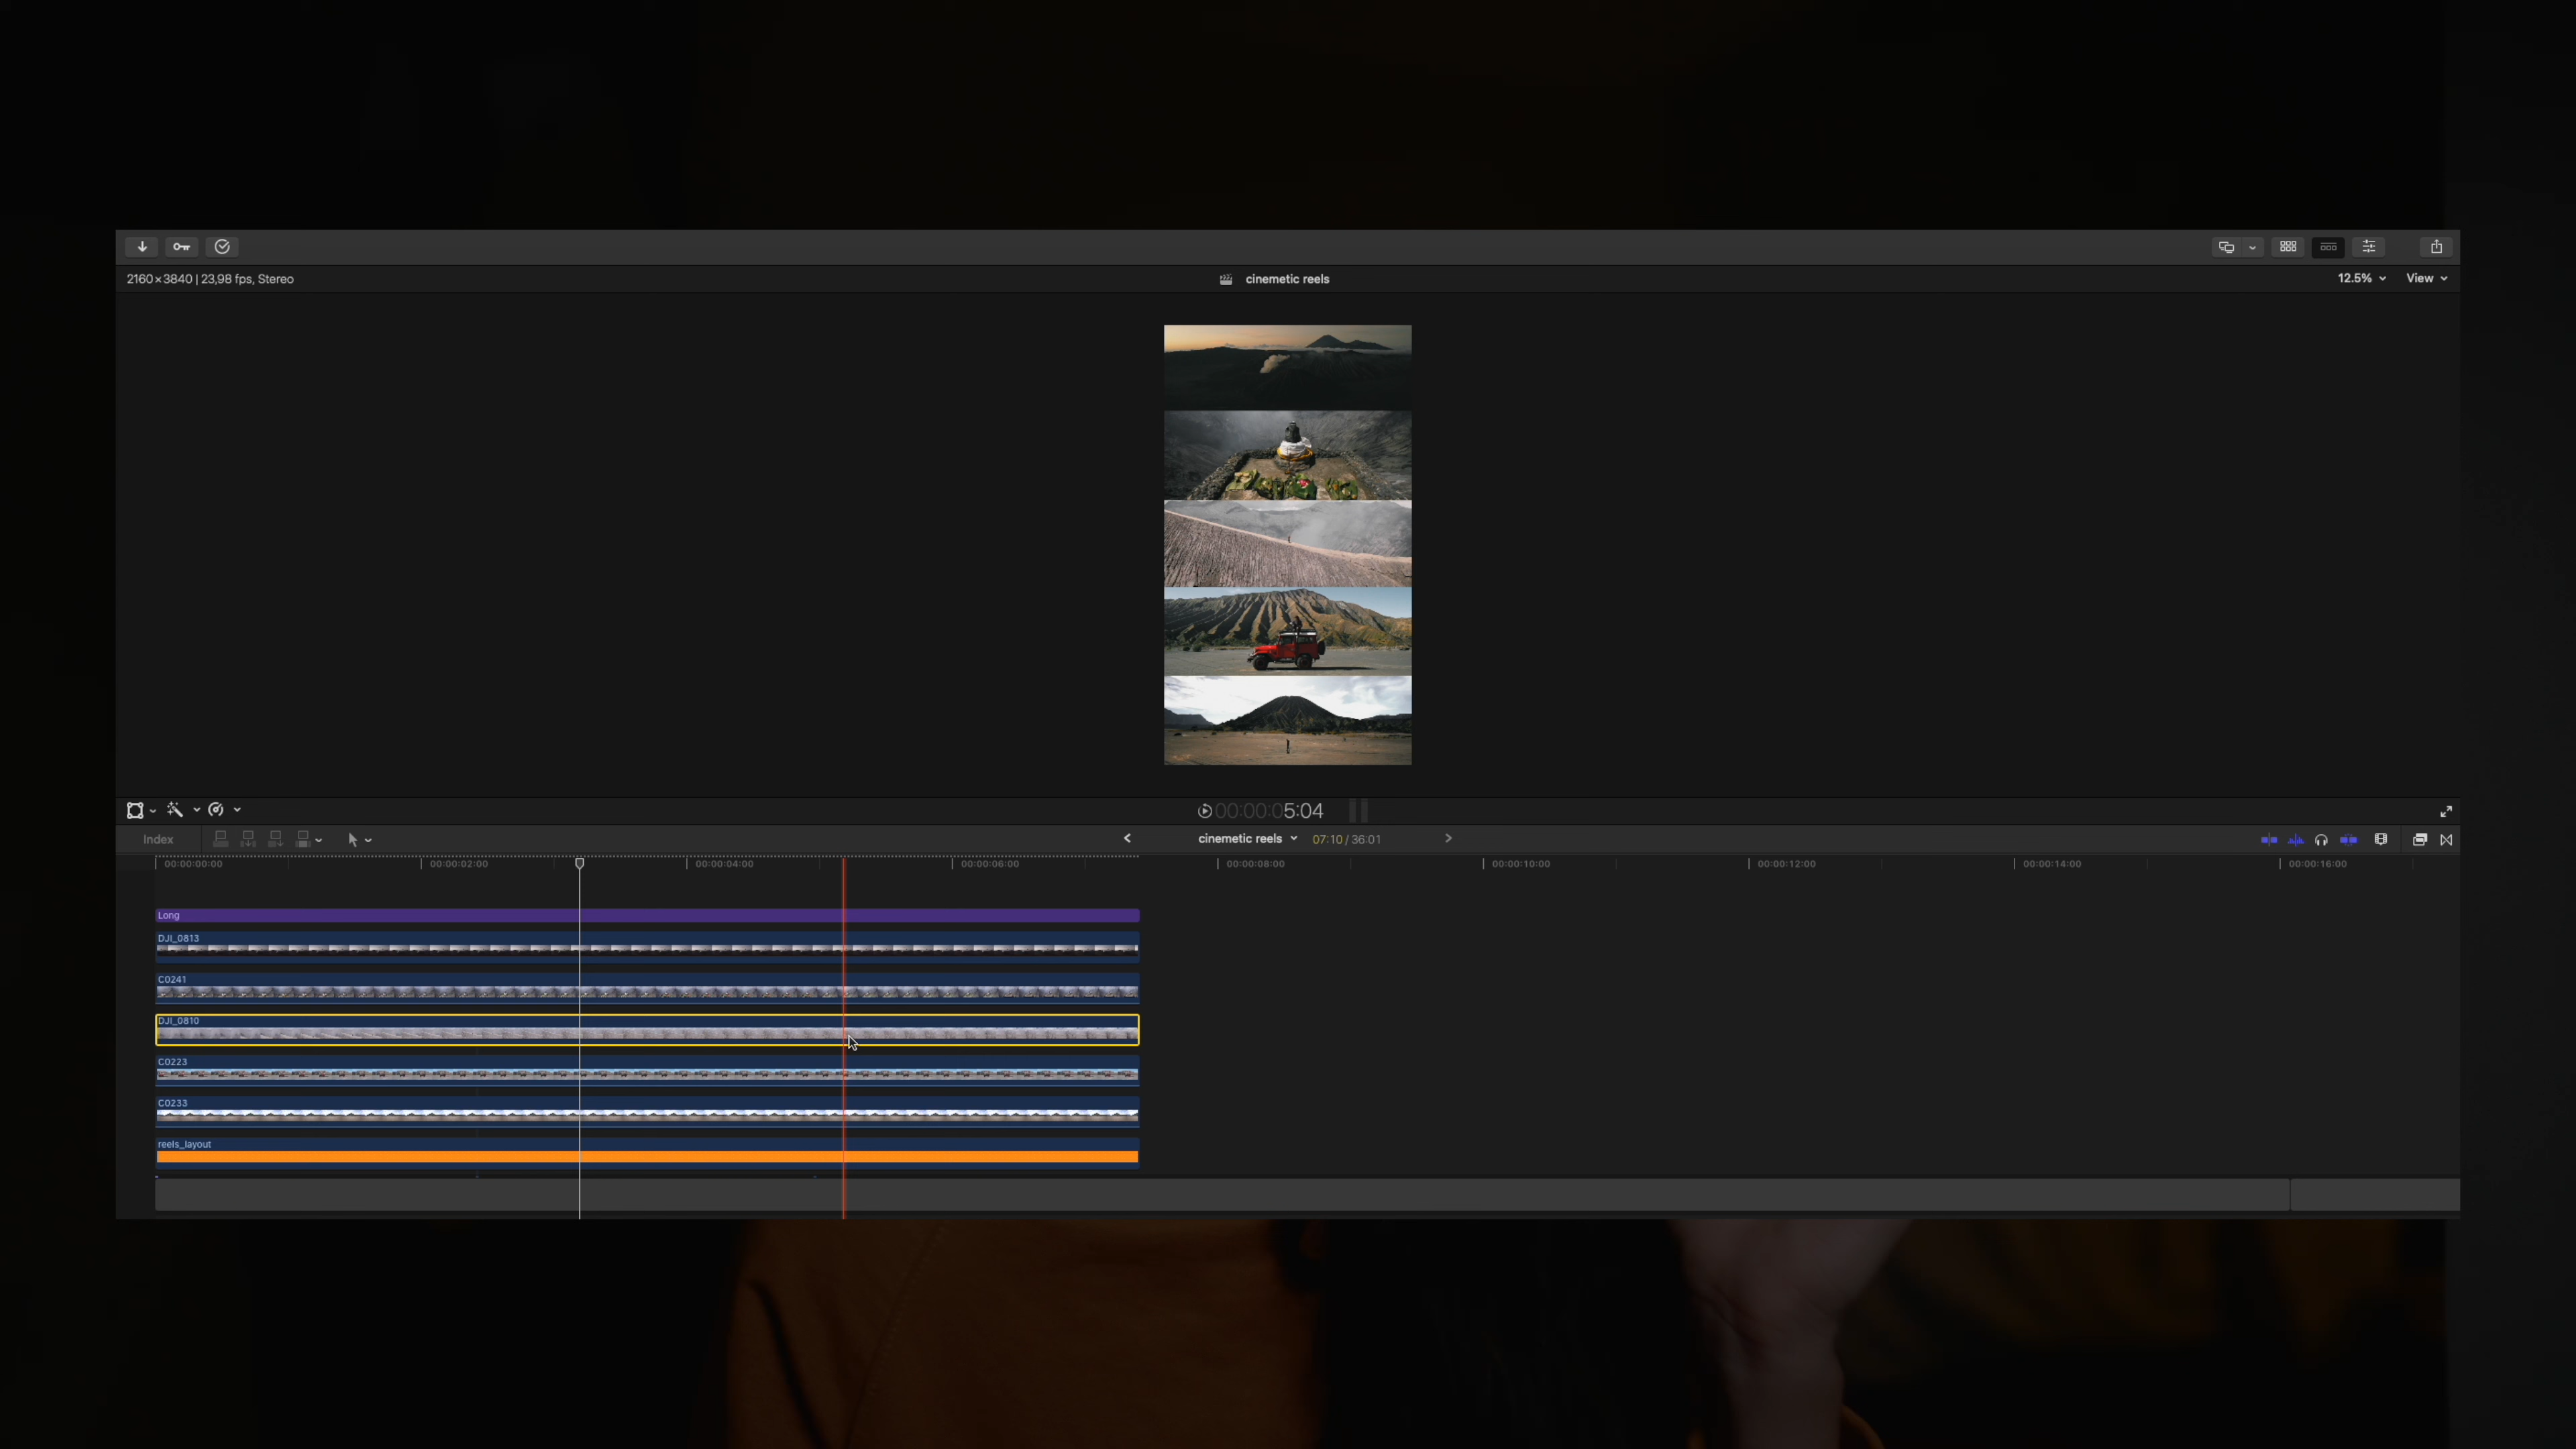 2160×3840 | 23,98 fps, Stereo
cinemetic reels
12.5%
View
00:00:00:05:04
Index
cinemetic reels
07:10 / 36:01
00:00:00:00
00:00:02:00
00:00:04:00
00:00:06:00
00:00:08:00
00:00:10:00
00:00:12:00
00:00:14:00
00:00:16:00
Long
DJI_0813
C0241
DJI_0810
C0223
C0233
reels_layout